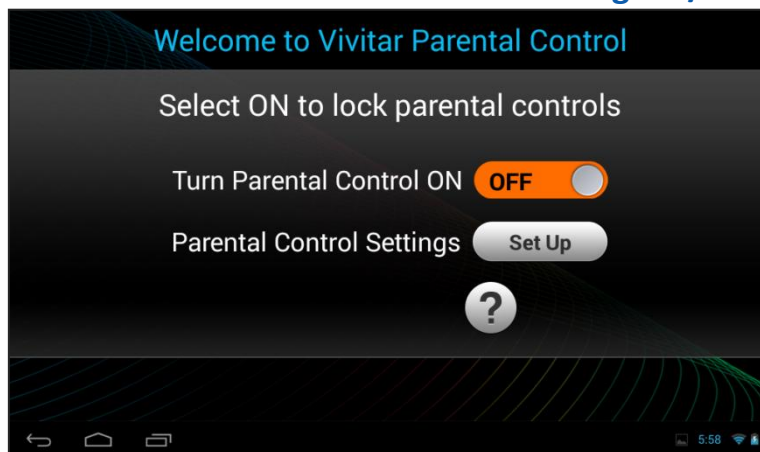 Welcome to Vivitar Parental Control
Select ON to lock parental controls
Turn Parental Control ON OFF
Parental Control Settings Set Up
?
5:58